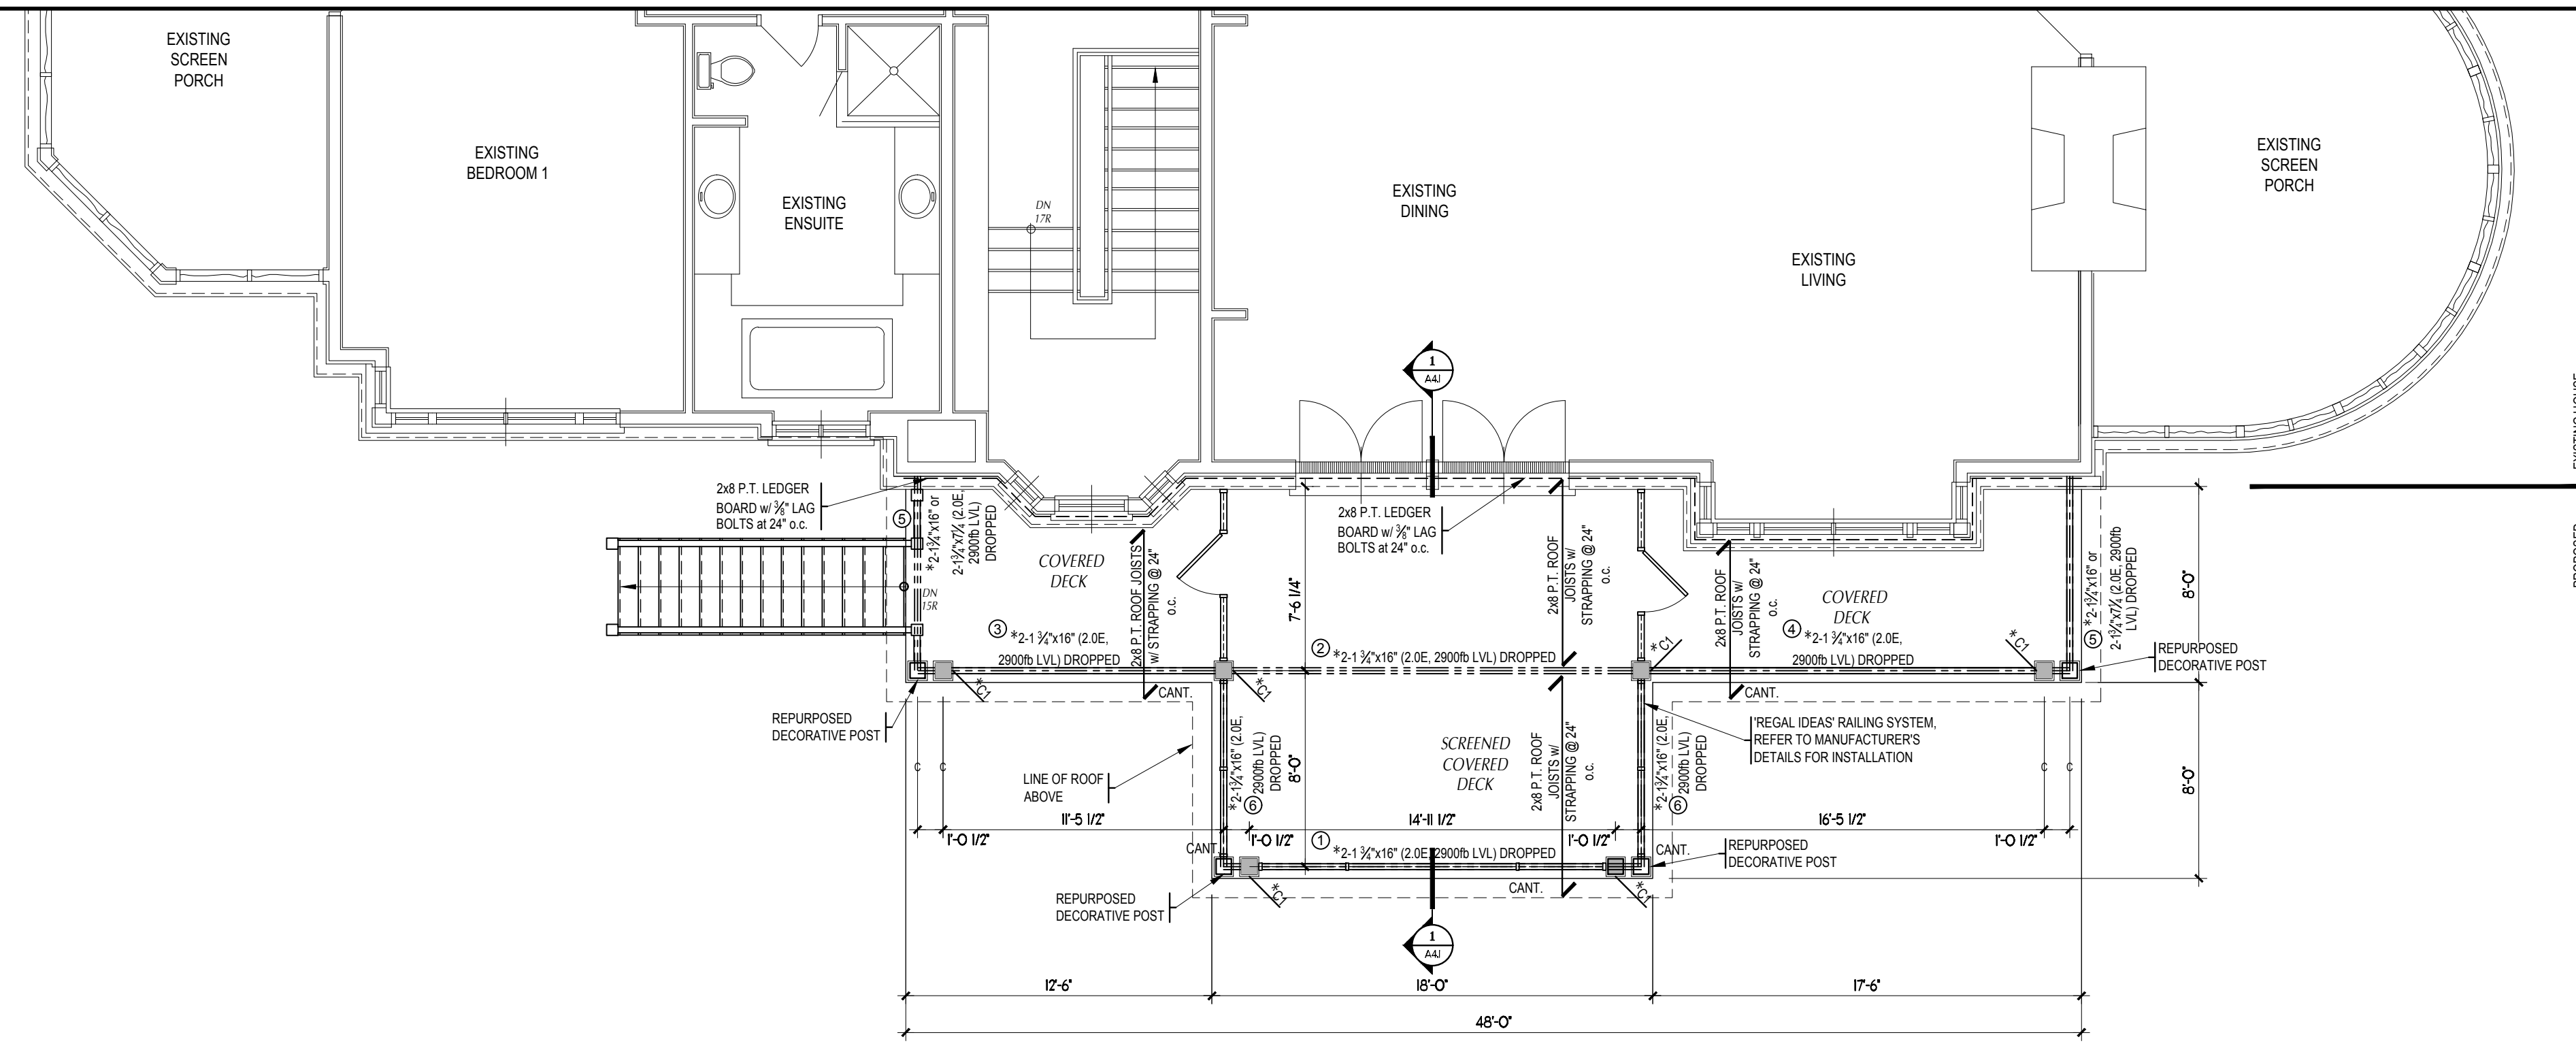 EXISTING
SCREEN
PORCH
EXISTING
BEDROOM 1
EXISTING
ENSUITE
DN
17R
EXISTING
DINING
EXISTING
LIVING
EXISTING
SCREEN
PORCH
1
A4.1
2x8 P.T. LEDGER
BOARD w/ 3/8" LAG
BOLTS at 24" o.c.
5
*2-1 3/4"x16" or
2-1 3/4"x7 1/4 (2.0E,
2900fb LVL)
DROPPED
DN
15R
COVERED
DECK
2x8 P.T. ROOF JOISTS
w/ STRAPPING @ 24"
o.c.
3 *2-1 3/4"x16" (2.0E,
2900fb LVL) DROPPED
7'-6 1/4"
2x8 P.T. LEDGER
BOARD w/ 3/8" LAG
BOLTS at 24" o.c.
2x8 P.T. ROOF
JOISTS w/
STRAPPING @ 24"
o.c.
2 *2-1 3/4"x16" (2.0E, 2900fb LVL) DROPPED
2x8 P.T. ROOF
JOISTS w/
STRAPPING @ 24"
o.c.
COVERED
DECK
4 *2-1 3/4"x16" (2.0E,
2900fb LVL) DROPPED
*C1
*C1
*2-1 3/4"x16" or
2-1 3/4"x7 1/4 (2.0E, 2900fb
LVL) DROPPED
5
8'-0"
EXISTING HOUSE
PROPOSED
REPURPOSED
DECORATIVE POST
*C1
CANT.
*C1
CANT.
REPURPOSED
DECORATIVE POST
*2-1 3/4"x16" (2.0E,
2900fb LVL)
DROPPED
6
8'-0"
SCREENED
COVERED
DECK
2x8 P.T. ROOF
JOISTS w/
STRAPPING @ 24"
o.c.
*2-1 3/4"x16" (2.0E,
2900fb LVL)
DROPPED
6
'REGAL IDEAS' RAILING SYSTEM,
REFER TO MANUFACTURER'S
DETAILS FOR INSTALLATION
8'-0"
C
C
C
C
LINE OF ROOF
ABOVE
11'-5 1/2"
14'-11 1/2"
16'-5 1/2"
1'-0 1/2"
1'-0 1/2"
1'-0 1/2"
1'-0 1/2"
CANT.
1 *2-1 3/4"x16" (2.0E, 2900fb LVL) DROPPED
CANT.
REPURPOSED
DECORATIVE POST
REPURPOSED
DECORATIVE POST
*C1
CANT.
*C1
1
A4.1
12'-6"
18'-0"
17'-6"
48'-0"